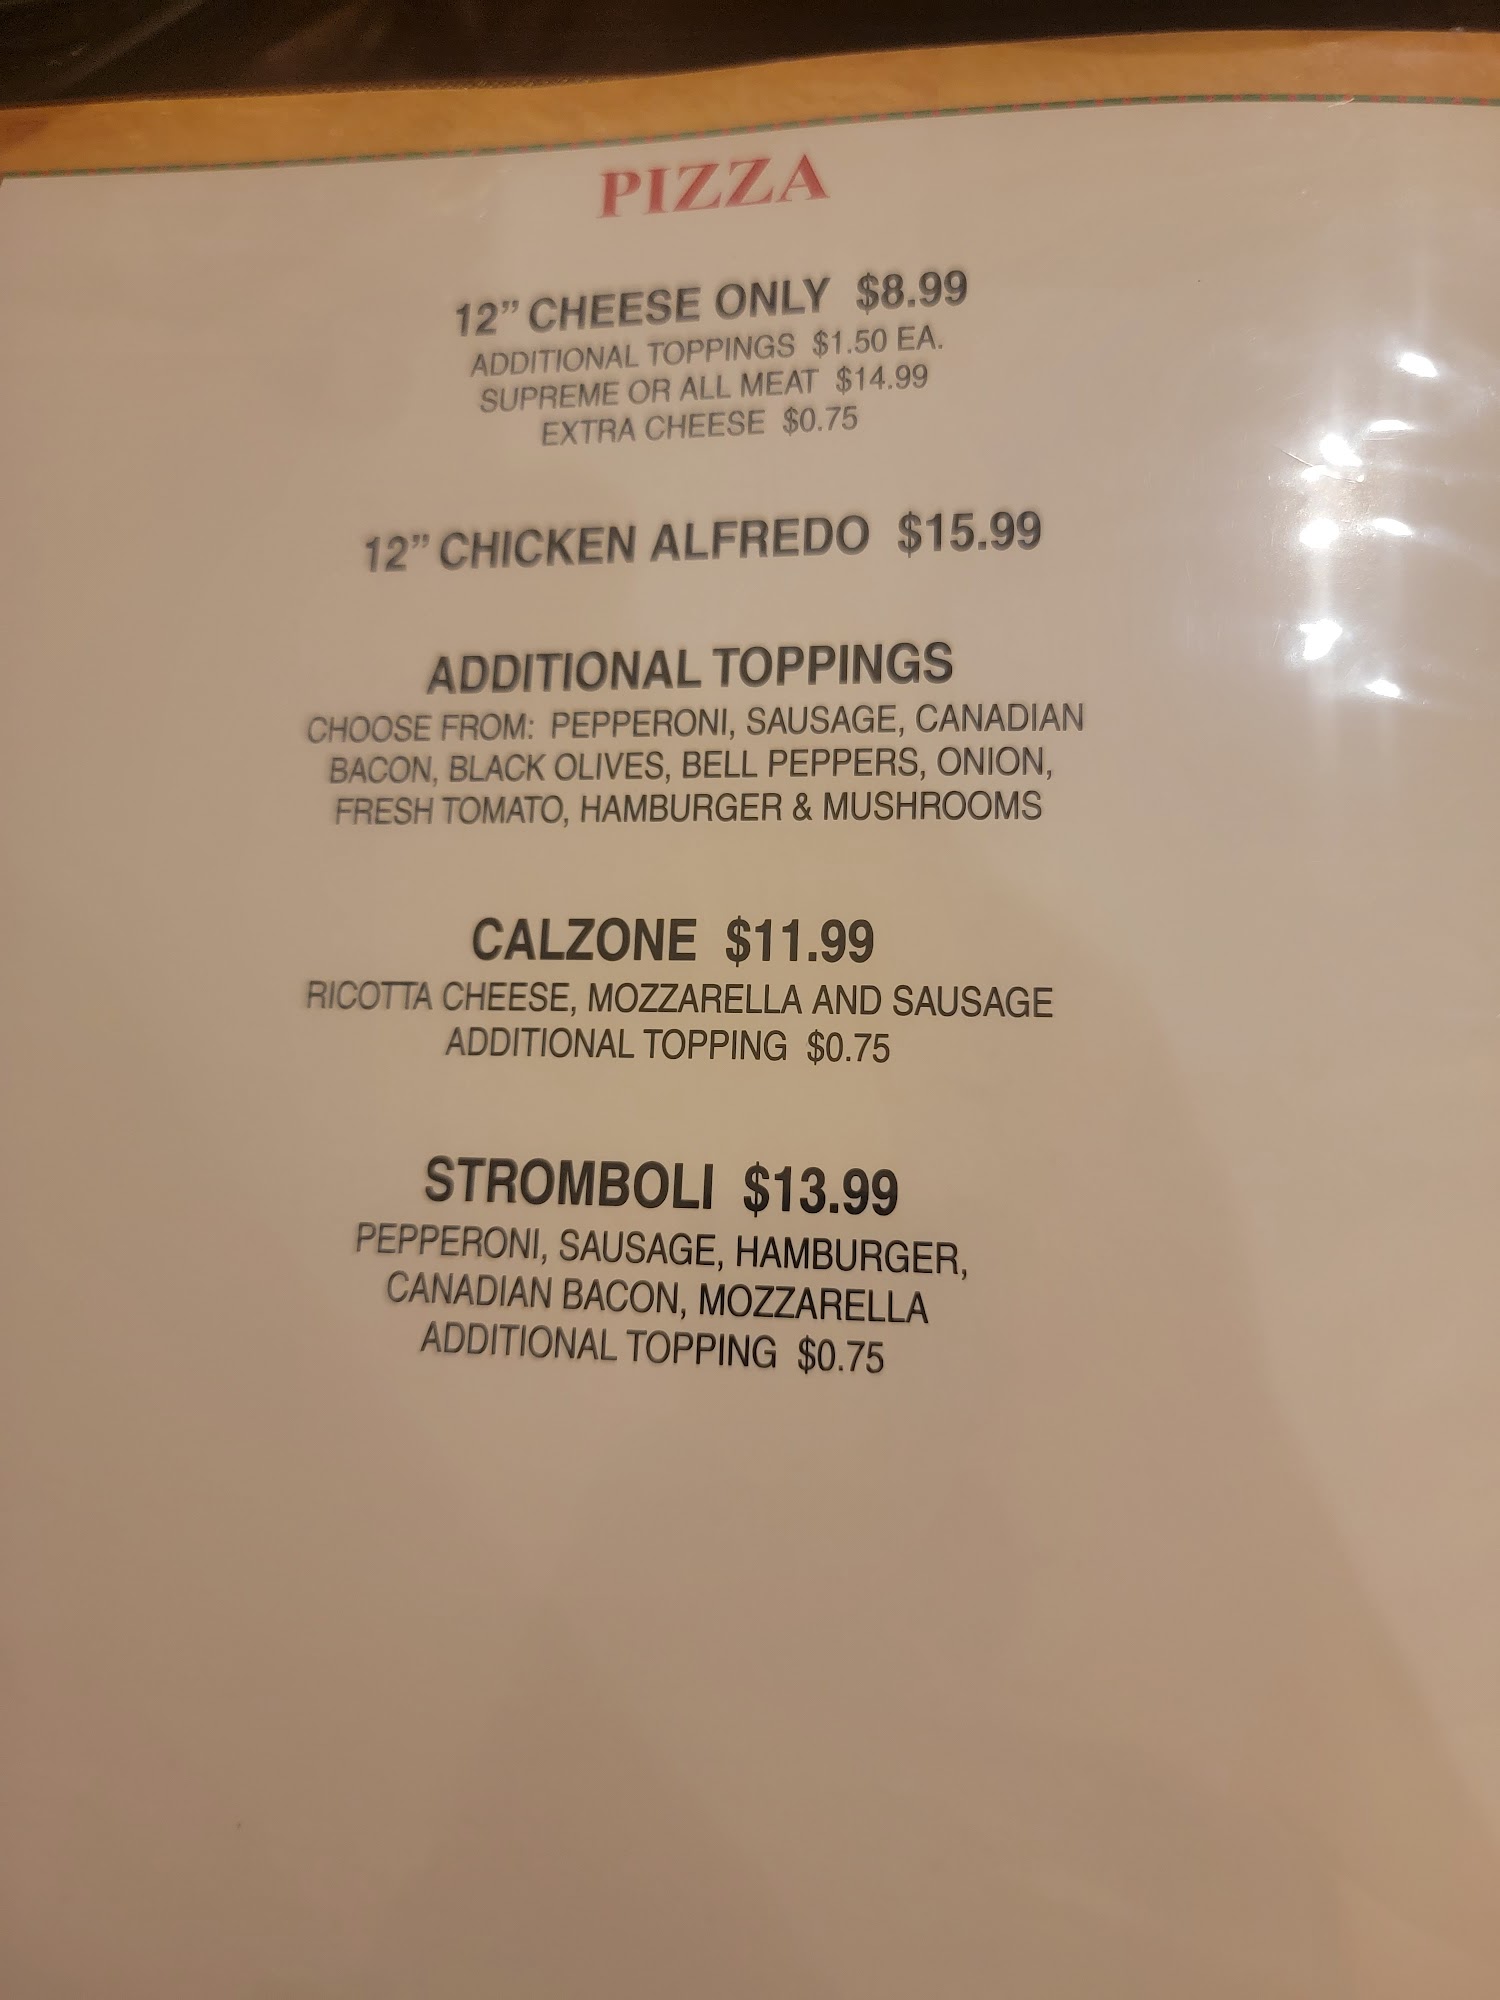 PIZZA
12” CHEESE ONLY $8.99
ADDITIONAL TOPPINGS $1.50 EA.
SUPREME OR ALL MEAT $14.99
EXTRA CHEESE $0.75
12” CHICKEN ALFREDO $15.99
ADDITIONAL TOPPINGS
CHOOSE FROM: PEPPERONI, SAUSAGE, CANADIAN
BACON, BLACK OLIVES, BELL PEPPERS, ONION,
FRESH TOMATO, HAMBURGER & MUSHROOMS
CALZONE $11.99
RICOTTA CHEESE, MOZZARELLA AND SAUSAGE
ADDITIONAL TOPPING $0.75
STROMBOLI $13.99
PEPPERONI, SAUSAGE, HAMBURGER,
CANADIAN BACON, MOZZARELLA
ADDITIONAL TOPPING $0.75